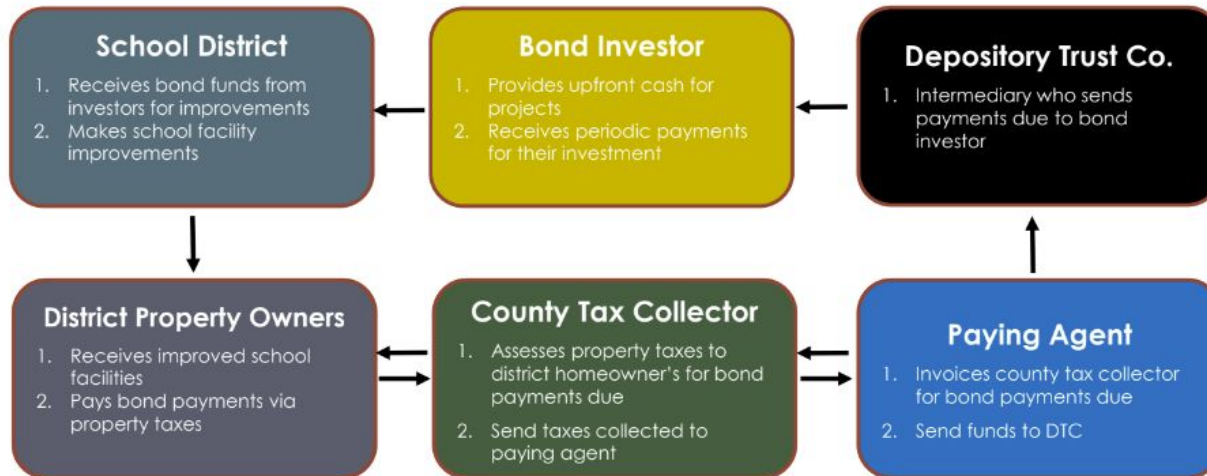 School District
1. Receives bond funds from
investors for improvements
2. Makes school facility
improvements
Bond Investor
1. Provides upfront cash for
projects
2. Receives periodic payments
for their investment
Depository Trust Co.
1. Intermediary who sends
payments due to bond
investor
District Property Owners
1. Receives improved school
facilities
2. Pays bond payments via
property taxes
County Tax Collector
1. Assesses property taxes to
district homeowner's for bond
payments due
2. Send taxes collected to
paying agent
Paying Agent
1. Invoices county tax collector
for bond payments due
2. Send funds to DTC